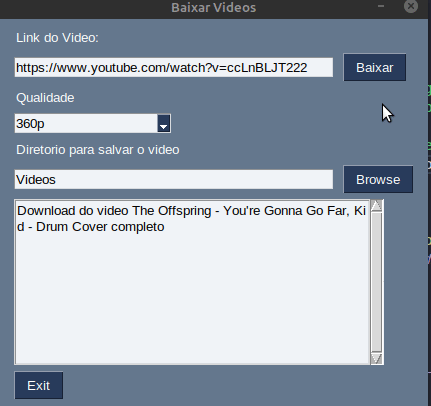 Baixar Videos
Link do Video:
https://www.youtube.com/watch?v=ccLnBLJT222
Baixar
Qualidade
360p
Diretorio para salvar o video
Videos
Browse
Download do video The Offspring - You're Gonna Go Far, Ki
d - Drum Cover completo
Exit